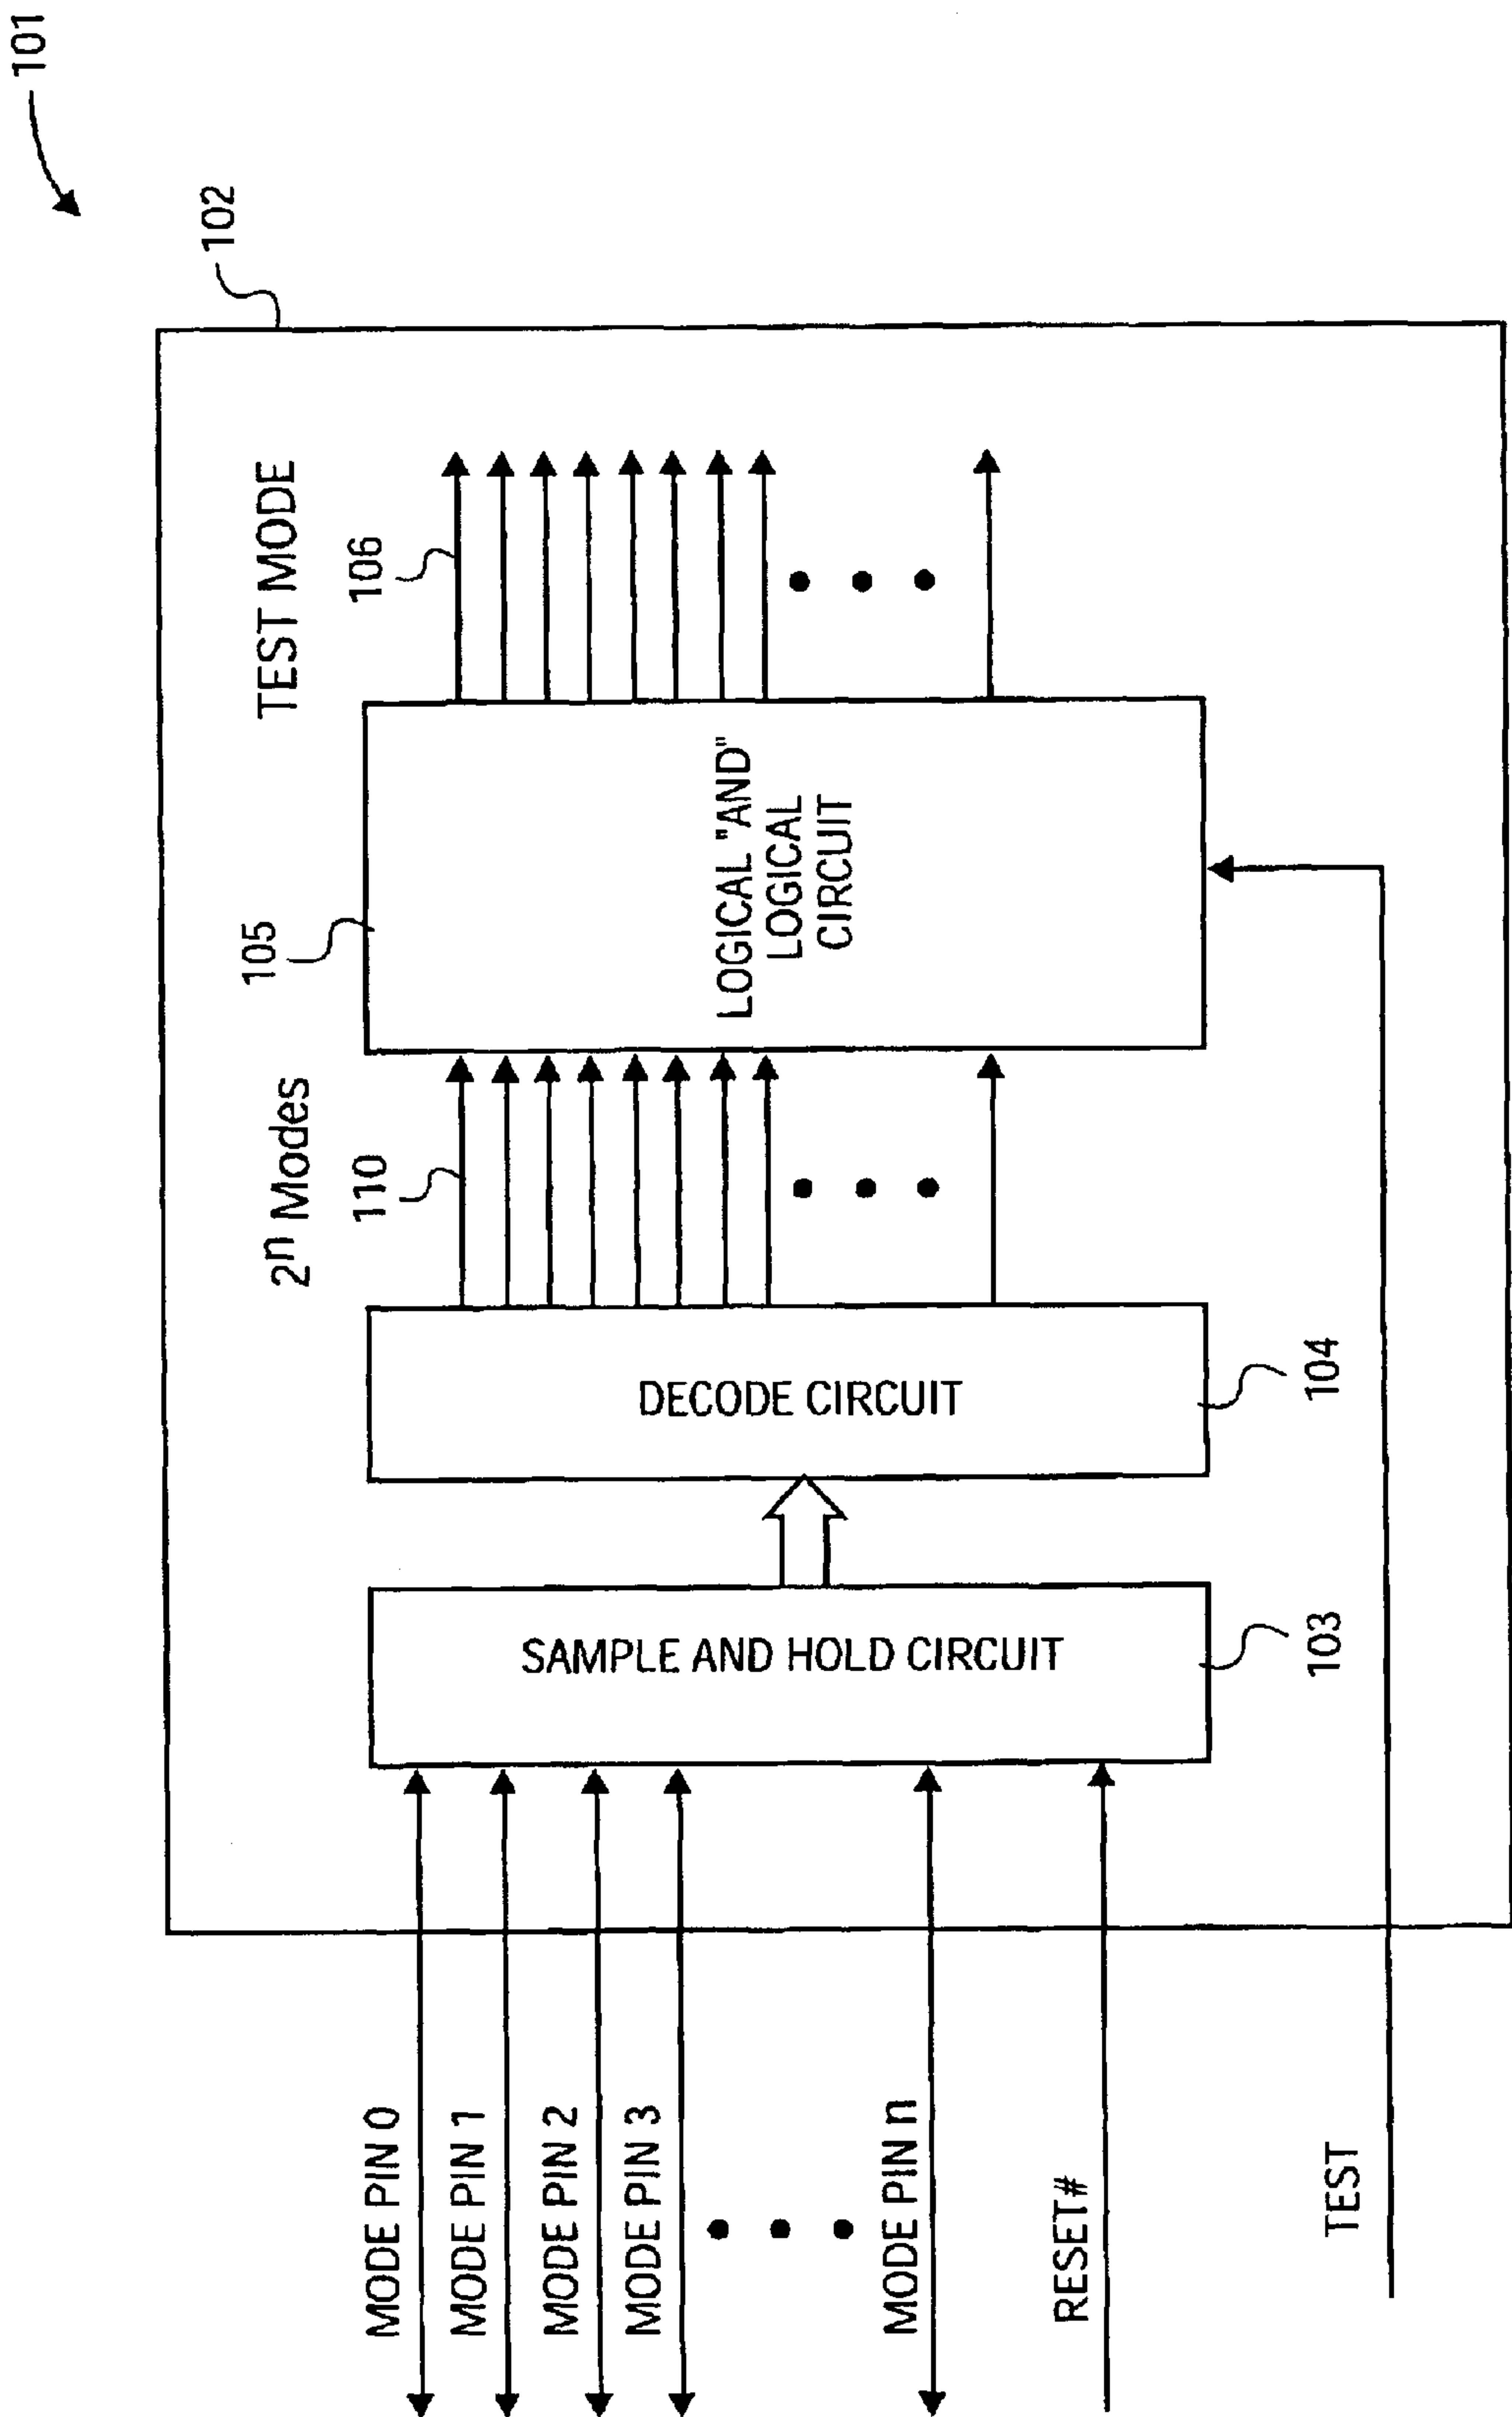 101
102
TEST MODE
106
105
LOGICAL "AND"
LOGICAL
CIRCUIT
2ⁿ Modes
110
DECODE CIRCUIT
104
SAMPLE AND HOLD CIRCUIT
103
MODE PIN 0
MODE PIN 1
MODE PIN 2
MODE PIN 3
MODE PIN n
RESET#
TEST